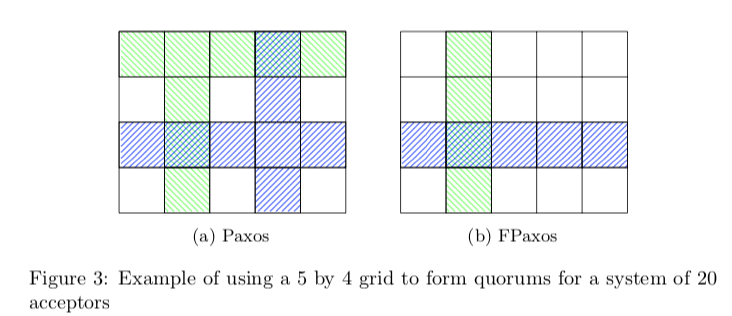 (a) Paxos
(b) FPaxos
Figure 3: Example of using a 5 by 4 grid to form quorums for a system of 20
acceptors